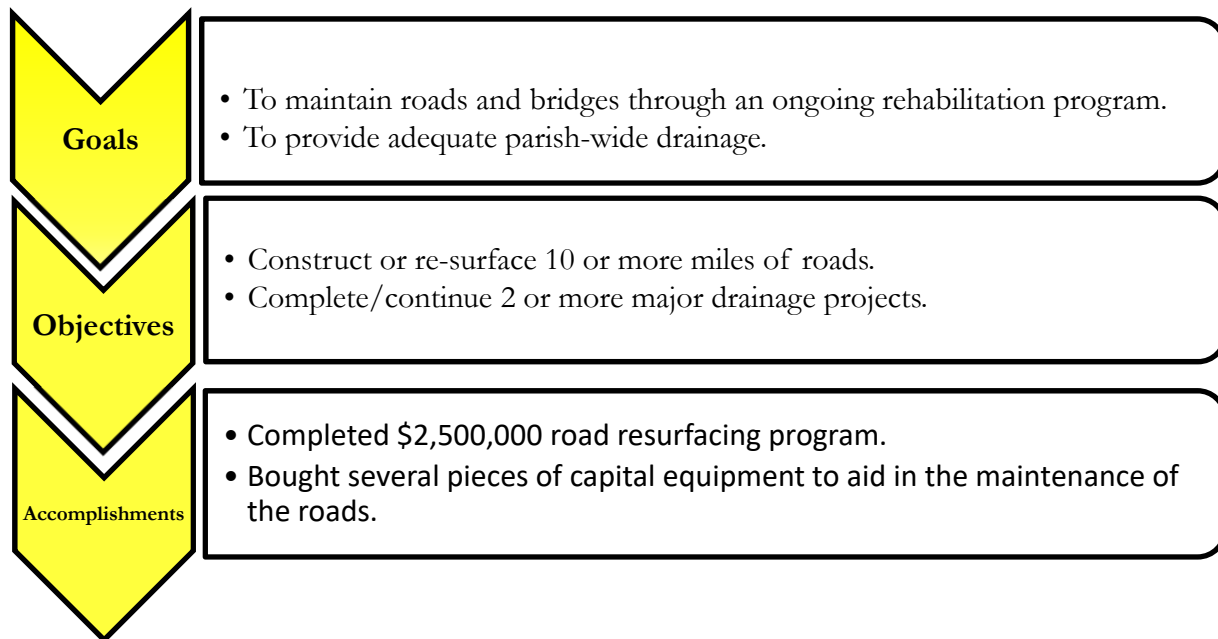 Goals
• To maintain roads and bridges through an ongoing rehabilitation program.
• To provide adequate parish-wide drainage.
Objectives
• Construct or re-surface 10 or more miles of roads.
• Complete/continue 2 or more major drainage projects.
Accomplishments
• Completed $2,500,000 road resurfacing program.
• Bought several pieces of capital equipment to aid in the maintenance of
the roads.